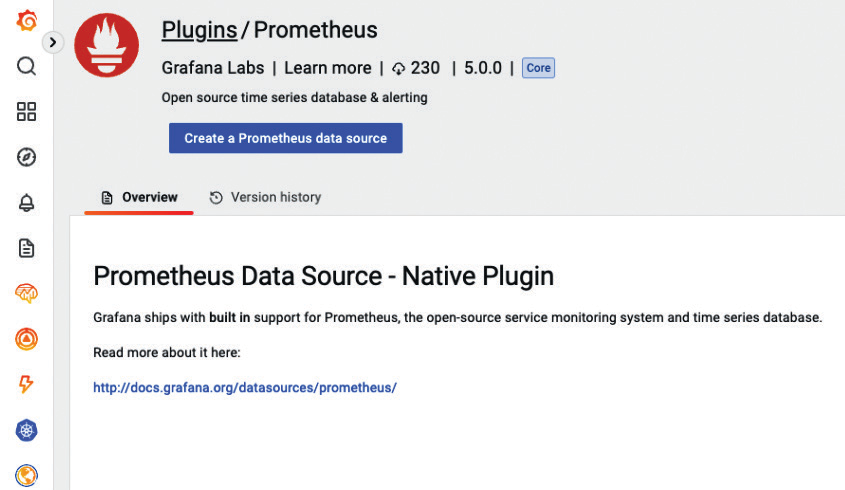 Plugins / Prometheus
Grafana Labs | Learn more | 230 | 5.0.0 | Core
Open source time series database & alerting
Create a Prometheus data source
Overview Version history
Prometheus Data Source - Native Plugin
Grafana ships with built in support for Prometheus, the open-source service monitoring system and time series database.
Read more about it here:
http://docs.grafana.org/datasources/prometheus/